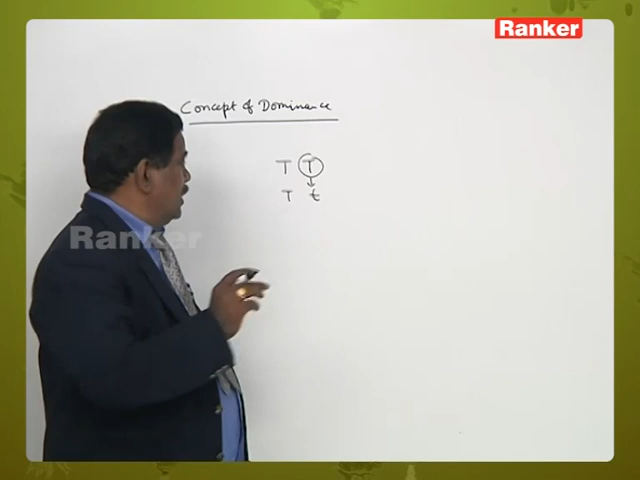 Ranker
Concept of Dominance
T T
T t
Ranker